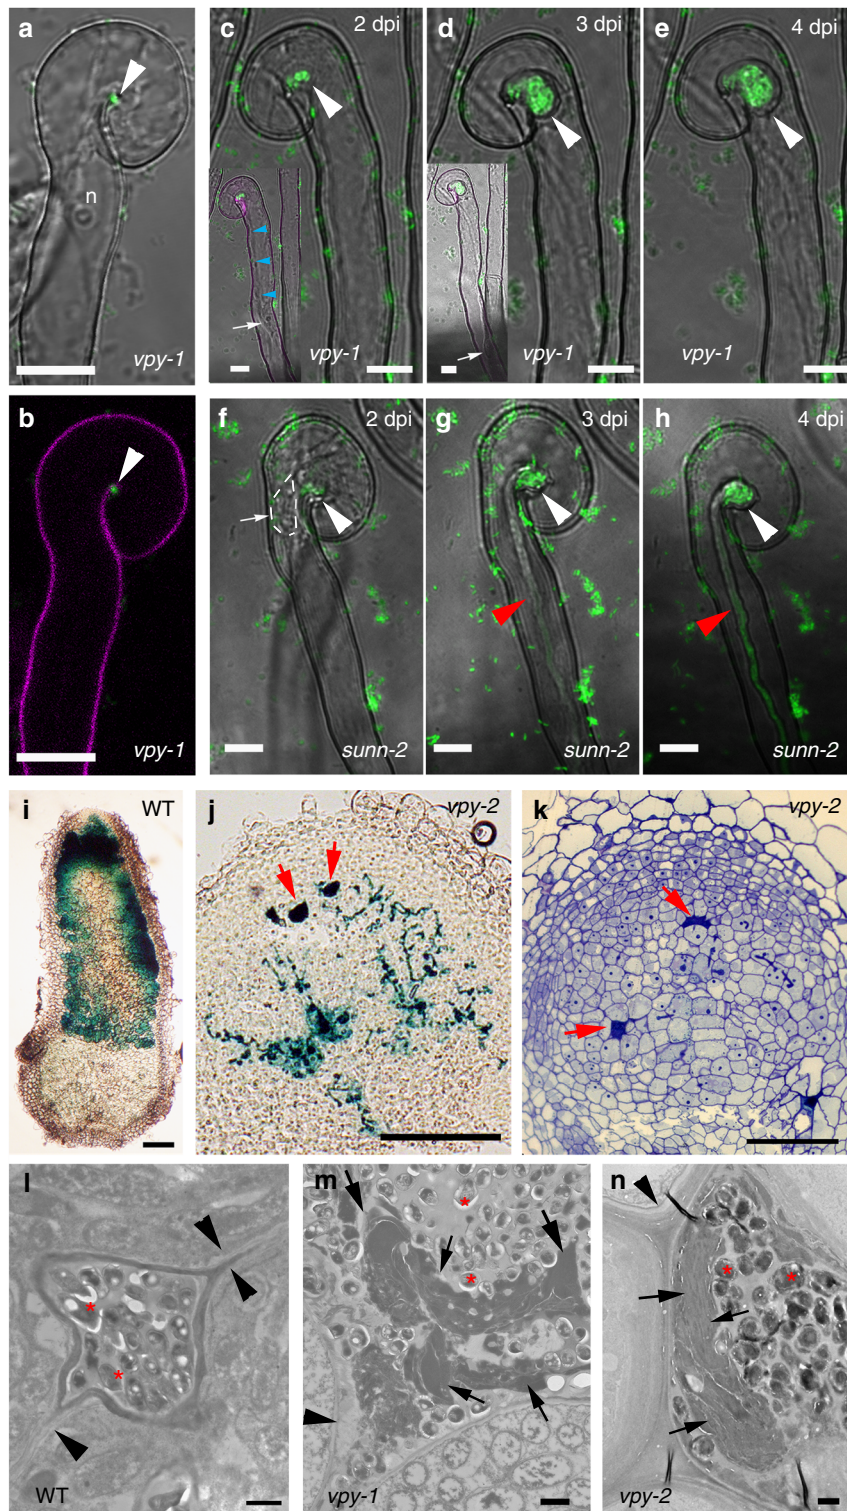 a
n
vpy-1
c
2 dpi
vpy-1
d
3 dpi
vpy-1
e
4 dpi
vpy-1
b
vpy-1
f
2 dpi
sunn-2
g
3 dpi
sunn-2
h
4 dpi
sunn-2
i
WT
j
vpy-2
k
vpy-2
l
*
*
WT
m
*
*
vpy-1
n
*
*
vpy-2